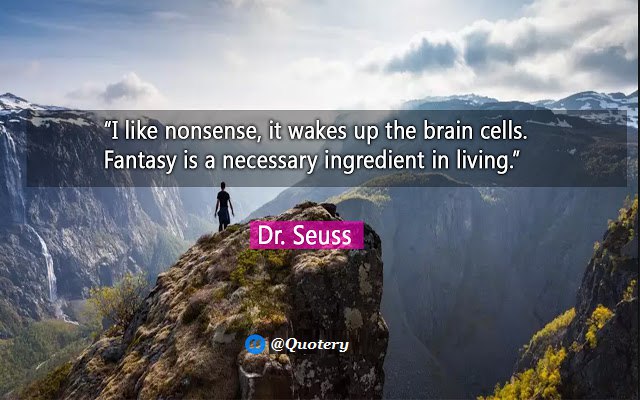 “I like nonsense, it wakes up the brain cells.
Fantasy is a necessary ingredient in living.”
Dr. Seuss
@Quotery